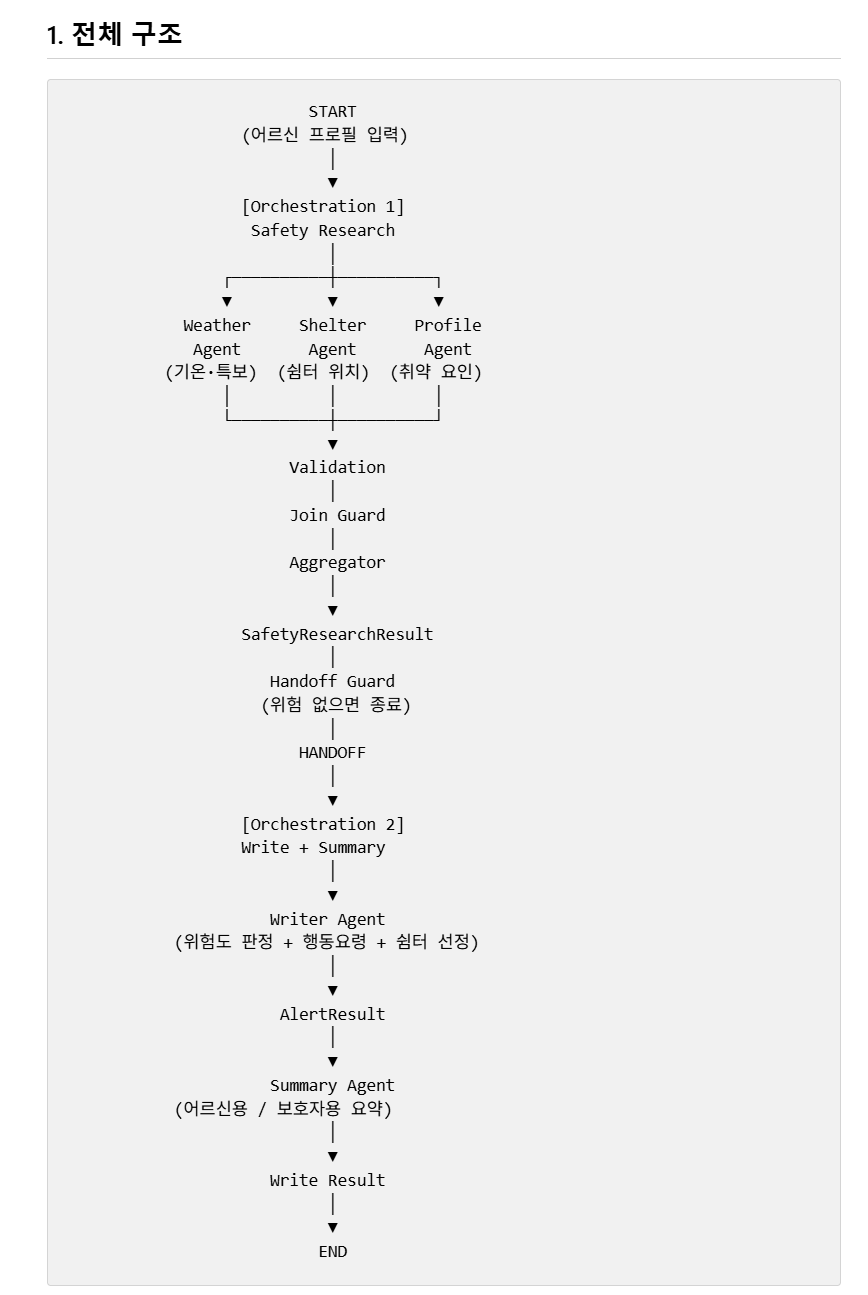 1. 전체 구조
START
(어르신 프로필 입력)
[Orchestration 1]
Safety Research
Weather Shelter Profile
Agent Agent Agent
(기온·특보) (쉼터 위치) (취약 요인)
Validation
Join Guard
Aggregator
SafetyResearchResult
Handoff Guard
(위험 없으면 종료)
HANDOFF
[Orchestration 2]
Write + Summary
Writer Agent
(위험도 판정 + 행동요령 + 쉼터 선정)
AlertResult
Summary Agent
(어르신용 / 보호자용 요약)
Write Result
END